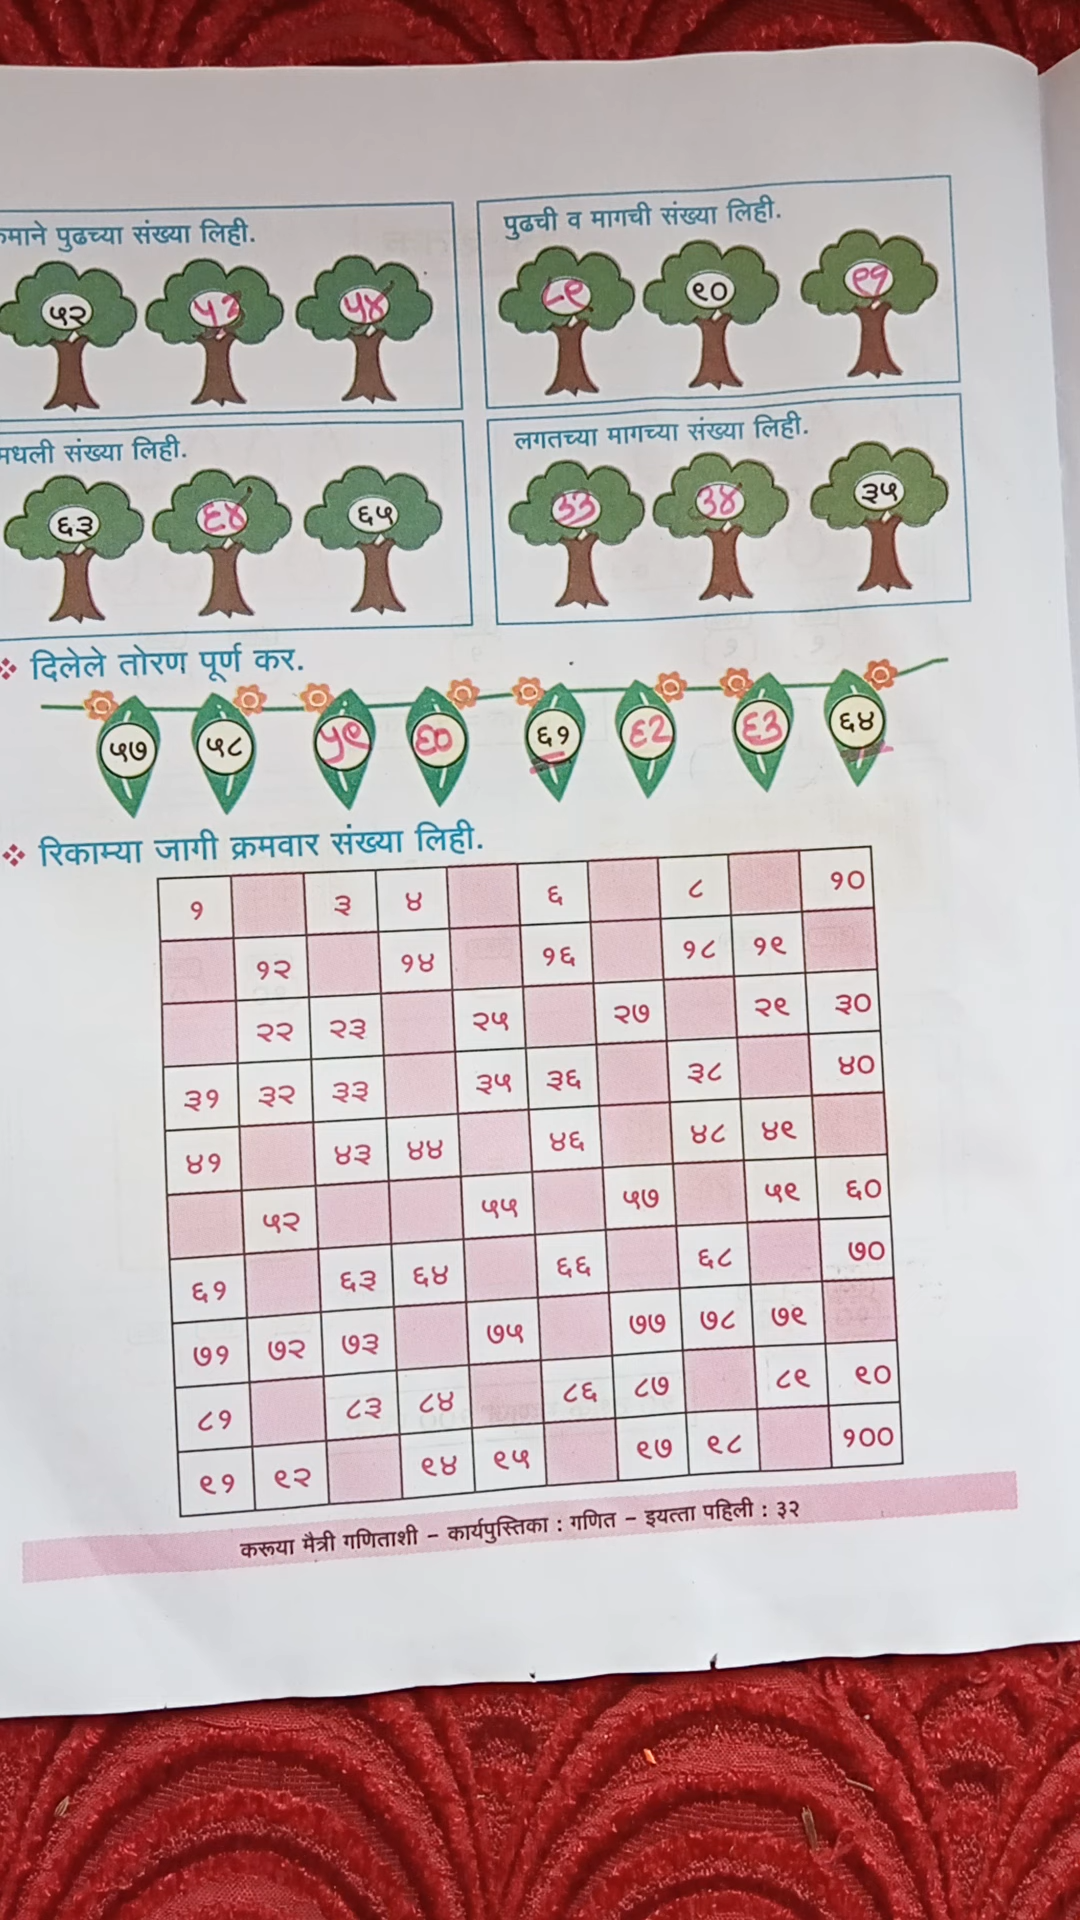 क्रमाने पुढच्या संख्या लिही.
५२ ५३ ५४
पुढची व मागची संख्या लिही.
८९ ९० ९१
मधली संख्या लिही.
६३ ६४ ६५
लगतच्या मागच्या संख्या लिही.
३३ ३४ ३५
दिलेले तोरण पूर्ण कर.
५७ ५८ ५९ ६० ६१ ६२ ६३ ६४
रिकाम्या जागी क्रमवार संख्या लिही.
१ ३ ४ ६ ८ १०
१२ १४ १६ १८ १९
२२ २३ २५ २७ २९ ३०
३१ ३२ ३३ ३५ ३६ ३८ ४०
४१ ४३ ४४ ४६ ४८ ४९
५२ ५५ ५७ ५९ ६०
६१ ६३ ६४ ६६ ६८ ७०
७१ ७२ ७३ ७५ ७७ ७८ ७९
८१ ८३ ८४ ८६ ८७ ८९ ९०
९१ ९२ ९४ ९५ ९७ ९८ १००
करूया मैत्री गणिताशी – कार्यपुस्तिका : गणित – इयत्ता पहिली : ३२